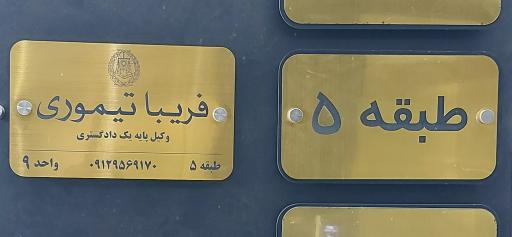 فریبا تیموری
وکیل پایه یک دادگستری
طبقه ۵ ۰۹۱۲۹۵۶۹۱۷۰ واحد ۹
طبقه ۵